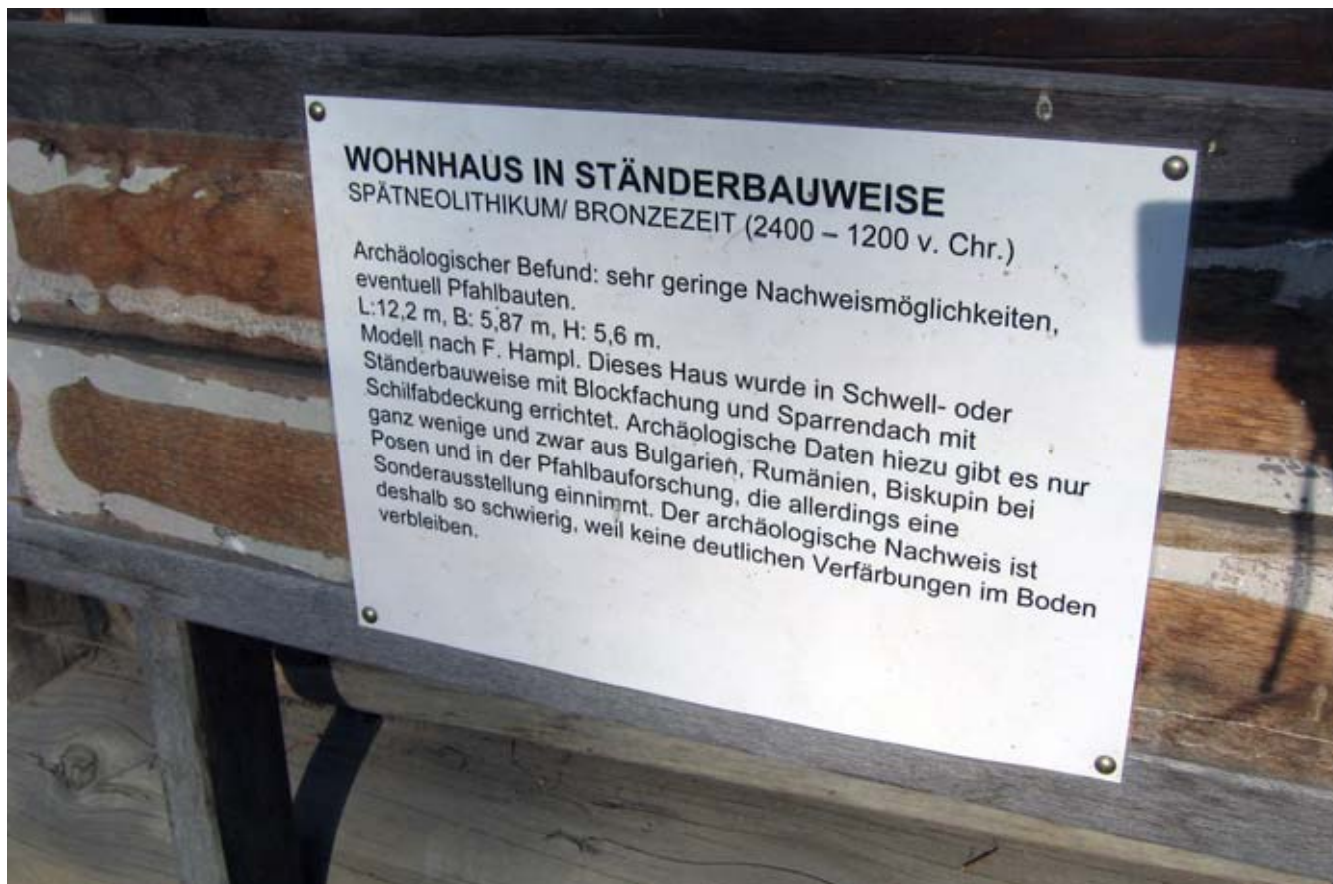 WOHNHAUS IN STÄNDERBAUWEISE
SPÄTNEOLITHIKUM/ BRONZEZEIT (2400 – 1200 v. Chr.)
Archäologischer Befund: sehr geringe Nachweismöglichkeiten,
eventuell Pfahlbauten.
L:12,2 m, B: 5,87 m, H: 5,6 m.
Modell nach F. Hampl. Dieses Haus wurde in Schwell- oder
Ständerbauweise mit Blockfachung und Sparrendach mit
Schilfabdeckung errichtet. Archäologische Daten hiezu gibt es nur
ganz wenige und zwar aus Bulgarien, Rumänien, Biskupin bei
Posen und in der Pfahlbauforschung, die allerdings eine
Sonderausstellung einnimmt. Der archäologische Nachweis ist
deshalb so schwierig, weil keine deutlichen Verfärbungen im Boden
verbleiben.